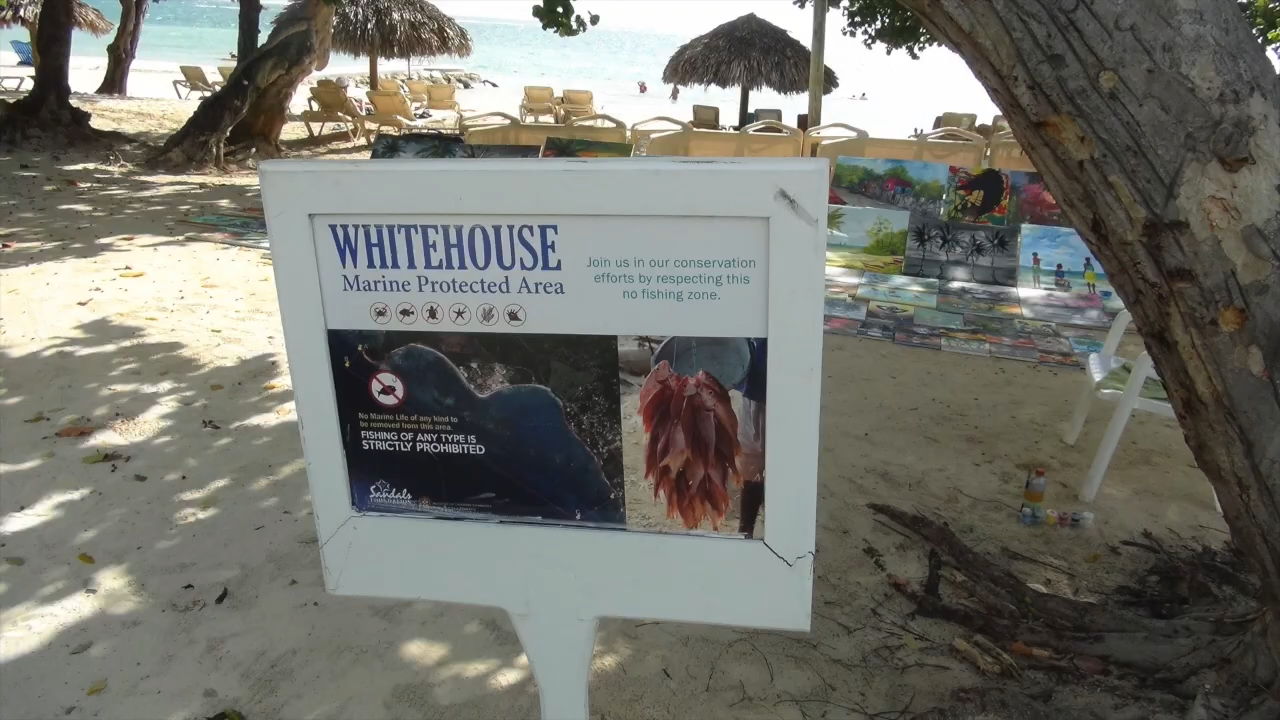 WHITEHOUSE
Marine Protected Area
Join us in our conservation
efforts by respecting this
no fishing zone.
No Marine Life of any kind to
be removed from this area.
FISHING OF ANY TYPE IS
STRICTLY PROHIBITED
Sandals
FOUNDATION